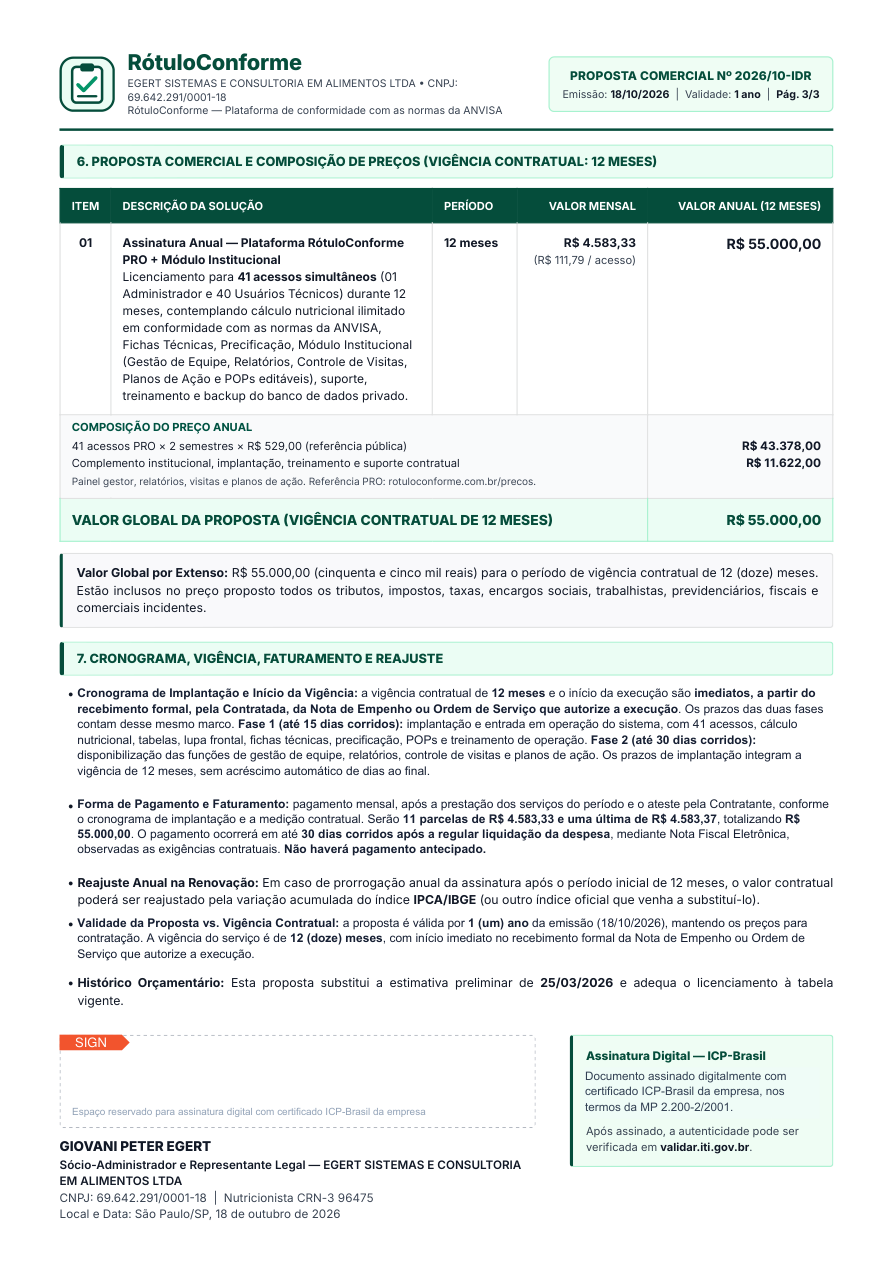 RótuloConforme
EGERT SISTEMAS E CONSULTORIA EM ALIMENTOS LTDA • CNPJ:
69.642.291/0001-18
RótuloConforme — Plataforma de conformidade com as normas da ANVISA
PROPOSTA COMERCIAL Nº 2026/10-IDR
Emissão: 18/10/2026 | Validade: 1 ano | Pág. 3/3
6. PROPOSTA COMERCIAL E COMPOSIÇÃO DE PREÇOS (VIGÊNCIA CONTRATUAL: 12 MESES)
ITEM DESCRIÇÃO DA SOLUÇÃO PERÍODO VALOR MENSAL VALOR ANUAL (12 MESES)
01 Assinatura Anual — Plataforma RótuloConforme 12 meses R$ 4.583,33 R$ 55.000,00
PRO + Módulo Institucional (R$ 111,79 / acesso)
Licenciamento para 41 acessos simultâneos (01
Administrador e 40 Usuários Técnicos) durante 12
meses, contemplando cálculo nutricional ilimitado
em conformidade com as normas da ANVISA,
Fichas Técnicas, Precificação, Módulo Institucional
(Gestão de Equipe, Relatórios, Controle de Visitas,
Planos de Ação e POPs editáveis), suporte,
treinamento e backup do banco de dados privado.
COMPOSIÇÃO DO PREÇO ANUAL
41 acessos PRO × 2 semestres × R$ 529,00 (referência pública) R$ 43.378,00
Complemento institucional, implantação, treinamento e suporte contratual R$ 11.622,00
Painel gestor, relatórios, visitas e planos de ação. Referência PRO: rotuloconforme.com.br/precos.
VALOR GLOBAL DA PROPOSTA (VIGÊNCIA CONTRATUAL DE 12 MESES) R$ 55.000,00
Valor Global por Extenso: R$ 55.000,00 (cinquenta e cinco mil reais) para o período de vigência contratual de 12 (doze) meses.
Estão inclusos no preço proposto todos os tributos, impostos, taxas, encargos sociais, trabalhistas, previdenciários, fiscais e
comerciais incidentes.
7. CRONOGRAMA, VIGÊNCIA, FATURAMENTO E REAJUSTE
• Cronograma de Implantação e Início da Vigência: a vigência contratual de 12 meses e o início da execução são imediatos, a partir do
recebimento formal, pela Contratada, da Nota de Empenho ou Ordem de Serviço que autorize a execução. Os prazos das duas fases
contam desse mesmo marco. Fase 1 (até 15 dias corridos): implantação e entrada em operação do sistema, com 41 acessos, cálculo
nutricional, tabelas, lupa frontal, fichas técnicas, precificação, POPs e treinamento de operação. Fase 2 (até 30 dias corridos):
disponibilização das funções de gestão de equipe, relatórios, controle de visitas e planos de ação. Os prazos de implantação integram a
vigência de 12 meses, sem acréscimo automático de dias ao final.
• Forma de Pagamento e Faturamento: pagamento mensal, após a prestação dos serviços do período e o ateste pela Contratante, conforme
o cronograma de implantação e a medição contratual. Serão 11 parcelas de R$ 4.583,33 e uma última de R$ 4.583,37, totalizando R$
55.000,00. O pagamento ocorrerá em até 30 dias corridos após a regular liquidação da despesa, mediante Nota Fiscal Eletrônica,
observadas as exigências contratuais. Não haverá pagamento antecipado.
• Reajuste Anual na Renovação: Em caso de prorrogação anual da assinatura após o período inicial de 12 meses, o valor contratual
poderá ser reajustado pela variação acumulada do índice IPCA/IBGE (ou outro índice oficial que venha a substituí-lo).
• Validade da Proposta vs. Vigência Contratual: a proposta é válida por 1 (um) ano da emissão (18/10/2026), mantendo os preços para
contratação. A vigência do serviço é de 12 (doze) meses, com início imediato no recebimento formal da Nota de Empenho ou Ordem de
Serviço que autorize a execução.
• Histórico Orçamentário: Esta proposta substitui a estimativa preliminar de 25/03/2026 e adequa o licenciamento à tabela
vigente.
SIGN
Espaço reservado para assinatura digital com certificado ICP-Brasil da empresa
GIOVANI PETER EGERT
Sócio-Administrador e Representante Legal — EGERT SISTEMAS E CONSULTORIA
EM ALIMENTOS LTDA
CNPJ: 69.642.291/0001-18 | Nutricionista CRN-3 96475
Local e Data: São Paulo/SP, 18 de outubro de 2026
Assinatura Digital — ICP-Brasil
Documento assinado digitalmente com
certificado ICP-Brasil da empresa, nos
termos da MP 2.200-2/2001.
Após assinado, a autenticidade pode ser
verificada em validar.iti.gov.br.